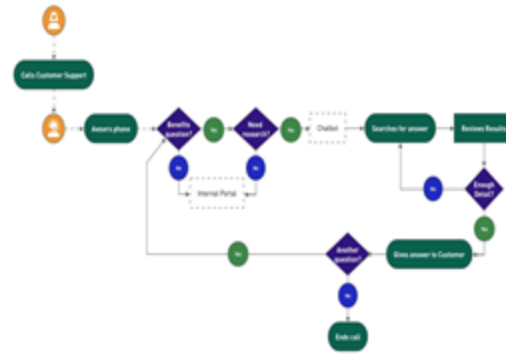 Calls Customer Support
Answers phone
Benefits
question?
Yes
Need
research?
Yes
Chatbot
Searches for answer
Reviews Results
No
No
Internal Portal
No
Enough
Detail?
Yes
Yes
Another
question?
Gives answer to Customer
No
Ends call